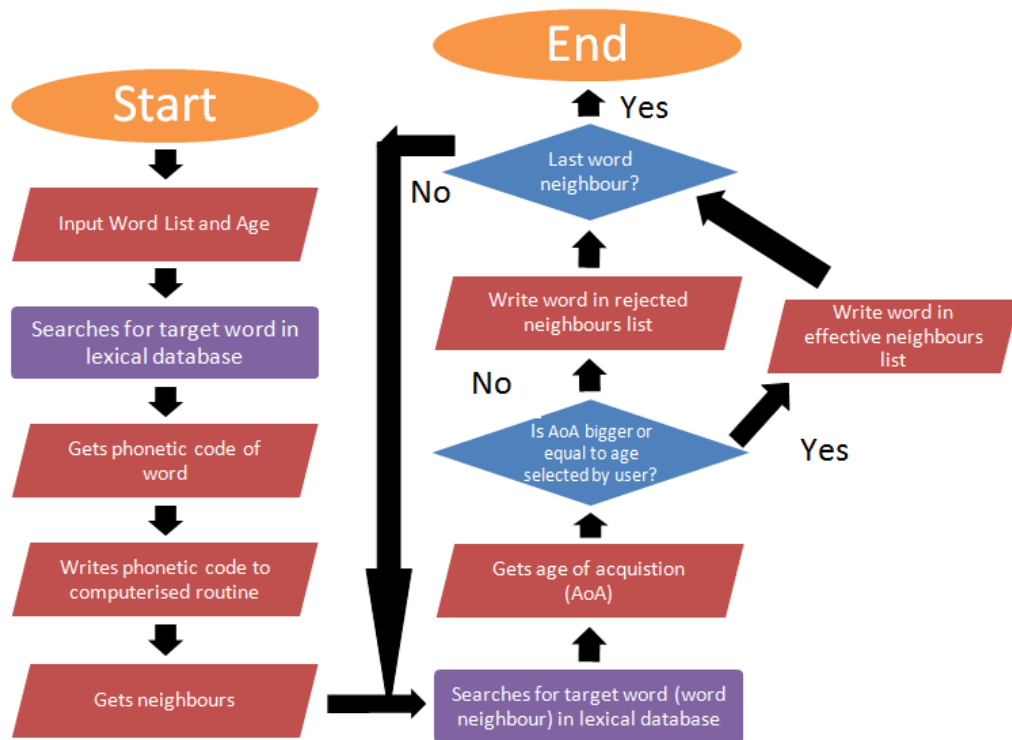 Start
Input Word List and Age
Searches for target word in
lexical database
Gets phonetic code of
word
Writes phonetic code to
computerised routine
Gets neighbours
End
Yes
Last word
neighbour?
No
Write word in rejected
neighbours list
Write word in
effective neighbours
list
No
Is AoA bigger or
equal to age
selected by user?
Yes
Gets age of acquistion
(AoA)
Searches for target word (word
neighbour) in lexical database